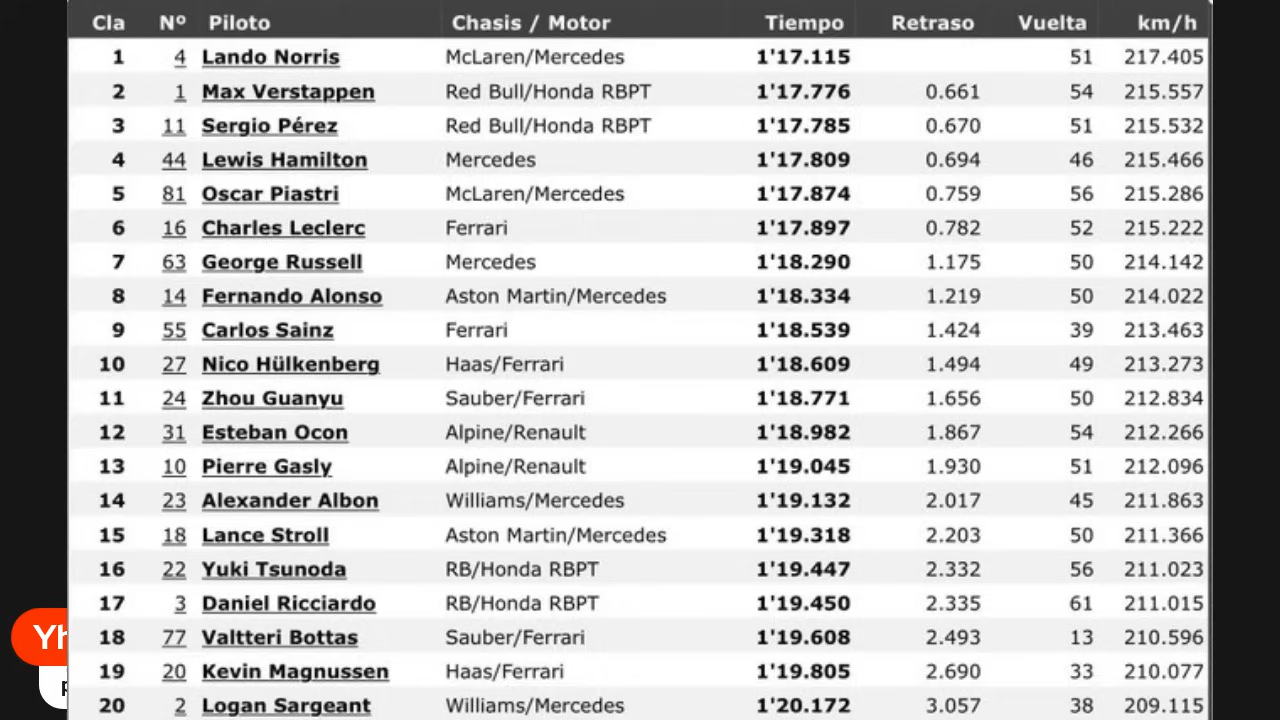 Cla Nº Piloto Chasis / Motor Tiempo Retraso Vuelta km/h
1 4 Lando Norris McLaren/Mercedes 1'17.115 51 217.405
2 1 Max Verstappen Red Bull/Honda RBPT 1'17.776 0.661 54 215.557
3 11 Sergio Pérez Red Bull/Honda RBPT 1'17.785 0.670 51 215.532
4 44 Lewis Hamilton Mercedes 1'17.809 0.694 46 215.466
5 81 Oscar Piastri McLaren/Mercedes 1'17.874 0.759 56 215.286
6 16 Charles Leclerc Ferrari 1'17.897 0.782 52 215.222
7 63 George Russell Mercedes 1'18.290 1.175 50 214.142
8 14 Fernando Alonso Aston Martin/Mercedes 1'18.334 1.219 50 214.022
9 55 Carlos Sainz Ferrari 1'18.539 1.424 39 213.463
10 27 Nico Hülkenberg Haas/Ferrari 1'18.609 1.494 49 213.273
11 24 Zhou Guanyu Sauber/Ferrari 1'18.771 1.656 50 212.834
12 31 Esteban Ocon Alpine/Renault 1'18.982 1.867 54 212.266
13 10 Pierre Gasly Alpine/Renault 1'19.045 1.930 51 212.096
14 23 Alexander Albon Williams/Mercedes 1'19.132 2.017 45 211.863
15 18 Lance Stroll Aston Martin/Mercedes 1'19.318 2.203 50 211.366
16 22 Yuki Tsunoda RB/Honda RBPT 1'19.447 2.332 56 211.023
17 3 Daniel Ricciardo RB/Honda RBPT 1'19.450 2.335 61 211.015
18 77 Valtteri Bottas Sauber/Ferrari 1'19.608 2.493 13 210.596
19 20 Kevin Magnussen Haas/Ferrari 1'19.805 2.690 33 210.077
20 2 Logan Sargeant Williams/Mercedes 1'20.172 3.057 38 209.115